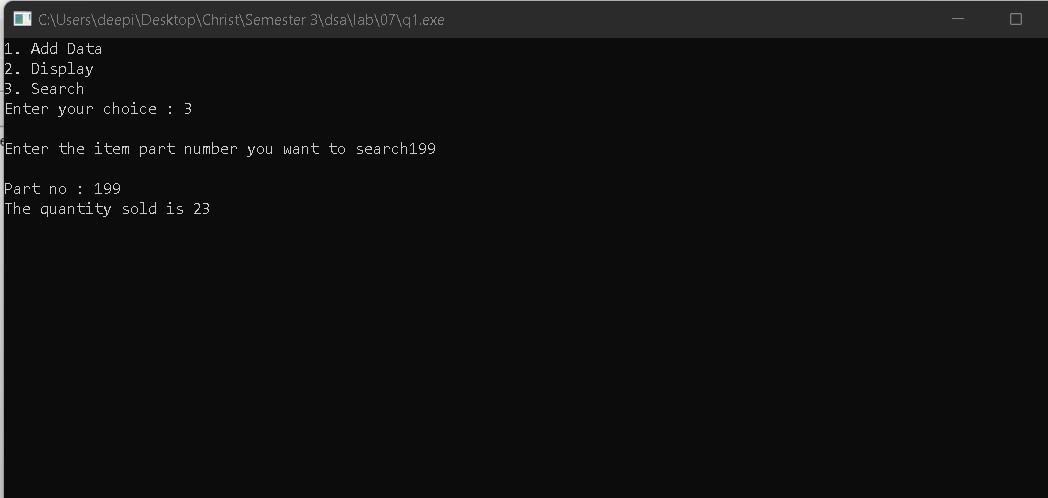 C:\Users\deepi\Desktop\Christ\Semester 3\dsa\lab\07\q1.exe
1. Add Data
2. Display
3. Search
Enter your choice : 3
Enter the item part number you want to search199
Part no : 199
The quantity sold is 23